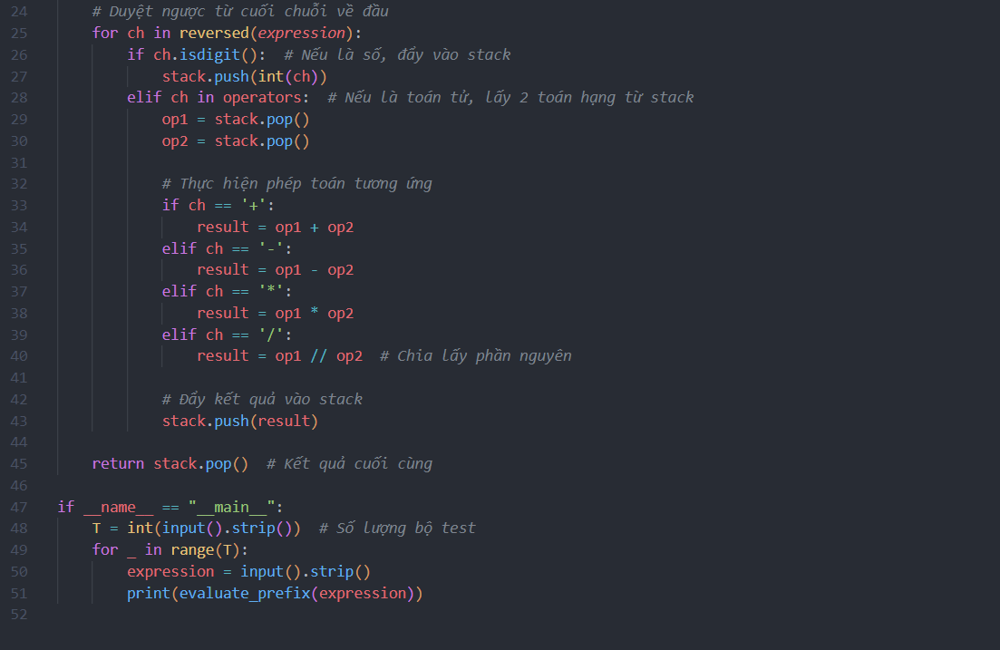 24 # Duyệt ngược từ cuối chuỗi về đầu
25 for ch in reversed(expression):
26 if ch.isdigit():  # Nếu là số, đẩy vào stack
27 stack.push(int(ch))
28 elif ch in operators:  # Nếu là toán tử, lấy 2 toán hạng từ stack
29 op1 = stack.pop()
30 op2 = stack.pop()
31
32 # Thực hiện phép toán tương ứng
33 if ch == '+':
34 result = op1 + op2
35 elif ch == '-':
36 result = op1 - op2
37 elif ch == '*':
38 result = op1 * op2
39 elif ch == '/':
40 result = op1 // op2  # Chia lấy phần nguyên
41
42 # Đẩy kết quả vào stack
43 stack.push(result)
44
45 return stack.pop()  # Kết quả cuối cùng
46
47 if __name__ == "__main__":
48 T = int(input().strip())  # Số lượng bộ test
49 for _ in range(T):
50 expression = input().strip()
51 print(evaluate_prefix(expression))
52